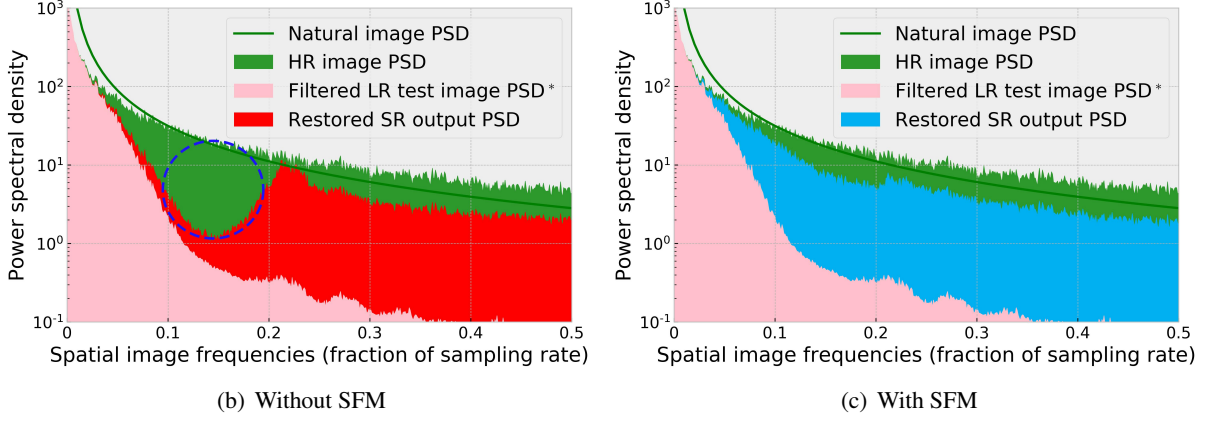 10³
10²
10¹
10⁰
10⁻¹
Power spectral density
Natural image PSD
HR image PSD
Filtered LR test image PSD*
Restored SR output PSD
0 0.1 0.2 0.3 0.4 0.5
Spatial image frequencies (fraction of sampling rate)
(b) Without SFM
10³
10²
10¹
10⁰
10⁻¹
Power spectral density
Natural image PSD
HR image PSD
Filtered LR test image PSD*
Restored SR output PSD
0 0.1 0.2 0.3 0.4 0.5
Spatial image frequencies (fraction of sampling rate)
(c) With SFM